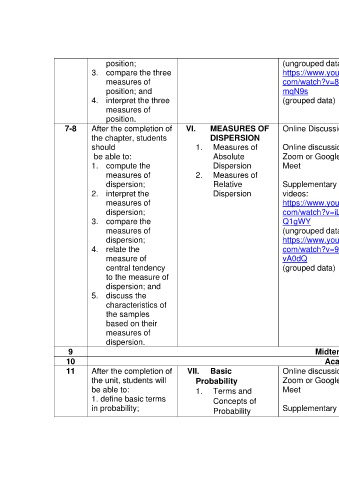 position;
3. compare the three
measures of
position; and
4. interpret the three
measures of
position.
(ungrouped data
https://www.you
com/watch?v=8
mqN9s
(grouped data)
7-8
After the completion of
the chapter, students
should
be able to:
1. compute the
measures of
dispersion;
2. interpret the
measures of
dispersion;
3. compare the
measures of
dispersion;
4. relate the
measure of
central tendency
to the measure of
dispersion; and
5. discuss the
characteristics of
the samples
based on their
measures of
dispersion.
VI. MEASURES OF
DISPERSION
1. Measures of
Absolute
Dispersion
2. Measures of
Relative
Dispersion
Online Discussio
Online discussio
Zoom or Google
Meet
Supplementary
videos:
https://www.you
com/watch?v=iL
Q1gWY
(ungrouped data
https://www.you
com/watch?v=9
vA0dQ
(grouped data)
9
Midter
10
Aca
11
After the completion of
the unit, students will
be able to:
1. define basic terms
in probability;
VII. Basic
Probability
1. Terms and
Concepts of
Probability
Online discussio
Zoom or Google
Meet
Supplementary